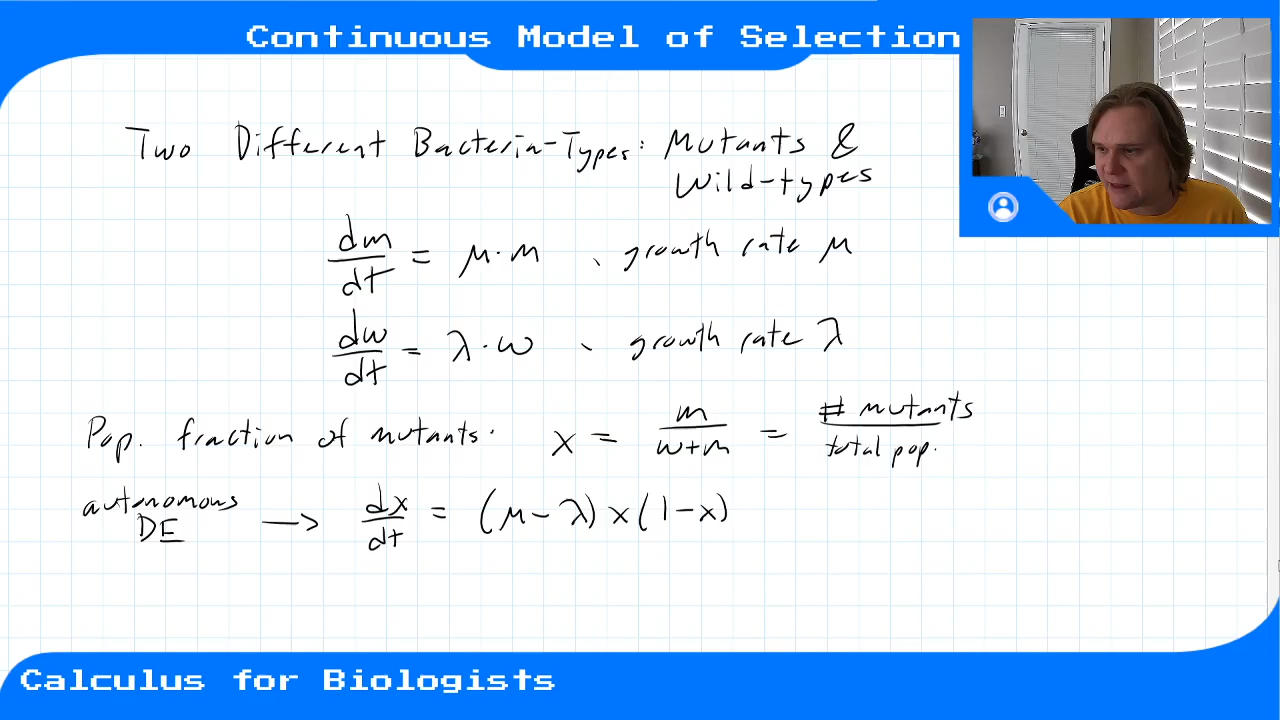 Continuous Model of Selection
Two Different Bacteria-Types: Mutants &
Wild-types
dm/dt = μ·m , growth rate μ
dw/dt = λ·w , growth rate λ
Pop. fraction of mutants: x = m/(w+m) = # mutants/total pop.
autonomous
DE → dx/dt = (μ-λ) x(1-x)
Calculus for Biologists